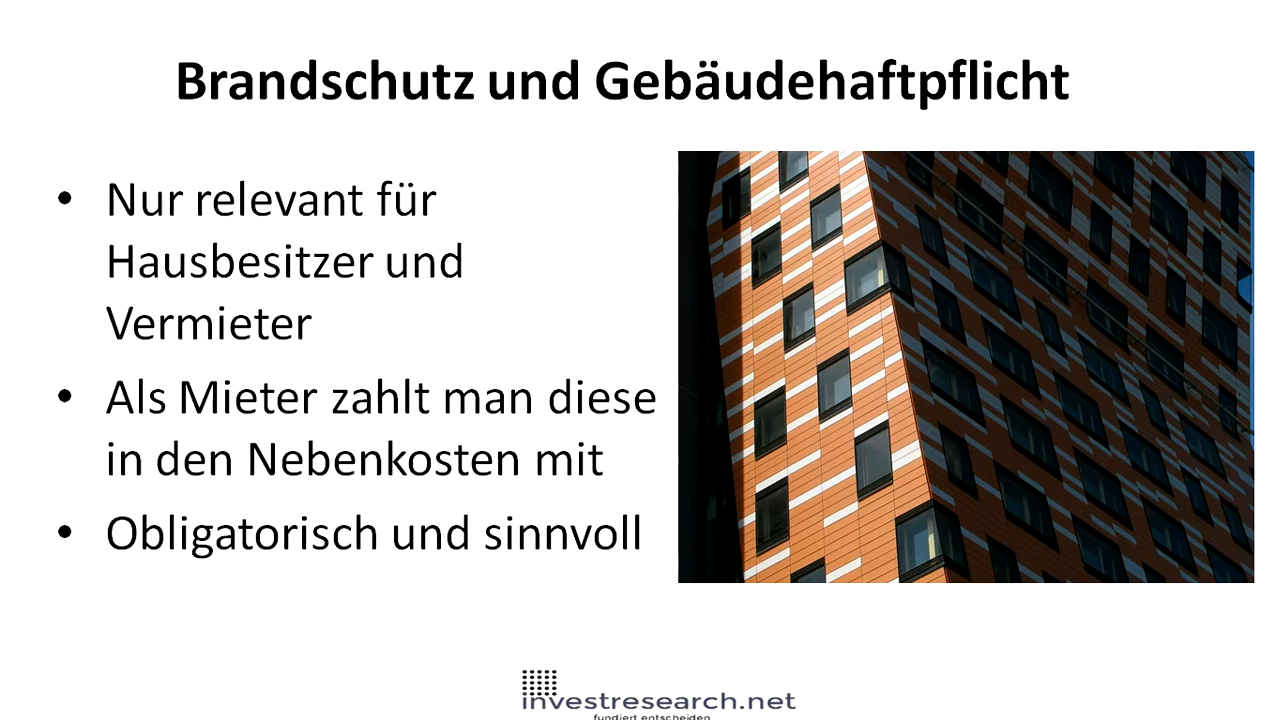 Brandschutz und Gebäudehaftpflicht
• Nur relevant für
Hausbesitzer und
Vermieter
• Als Mieter zahlt man diese
in den Nebenkosten mit
• Obligatorisch und sinnvoll
investresearch.net
fundiert entscheiden